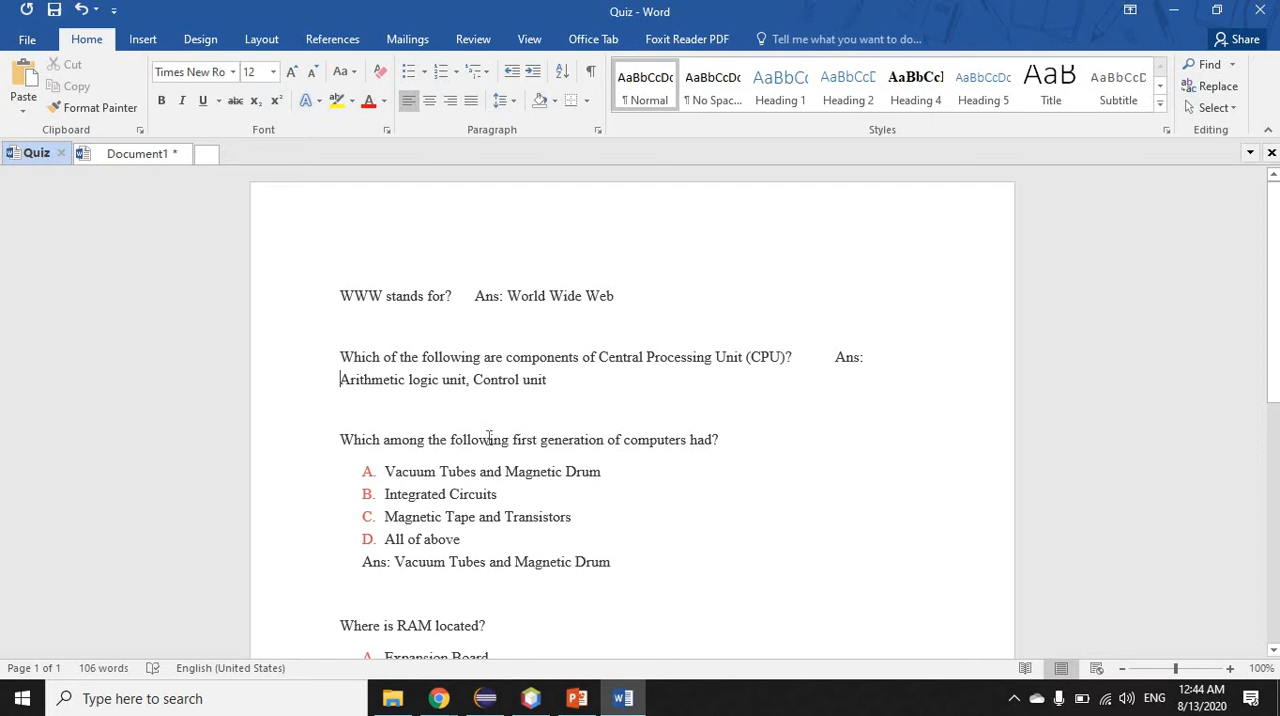 Quiz - Word
File Home Insert Design Layout References Mailings Review View Office Tab Foxit Reader PDF Tell me what you want to do... Share
Paste
Cut
Copy
Format Painter
Clipboard
Times New Ro 12
B I U abc X₂ X²
Font
Paragraph
AaBbCcDc AaBbCcDc AaBbCc AaBbCcD AaBbCcI AaBbCcDc AaB AaBbCcDc
¶ Normal ¶ No Spac... Heading 1 Heading 2 Heading 4 Heading 5 Title Subtitle
Styles
Find
Replace
Select
Editing
Quiz Document1 *
WWW stands for? Ans: World Wide Web
Which of the following are components of Central Processing Unit (CPU)? Ans:
Arithmetic logic unit, Control unit
Which among the following first generation of computers had?
A. Vacuum Tubes and Magnetic Drum
B. Integrated Circuits
C. Magnetic Tape and Transistors
D. All of above
Ans: Vacuum Tubes and Magnetic Drum
Where is RAM located?
A. Expansion Board
Page 1 of 1 106 words English (United States) 100%
Type here to search
ENG
12:44 AM
8/13/2020